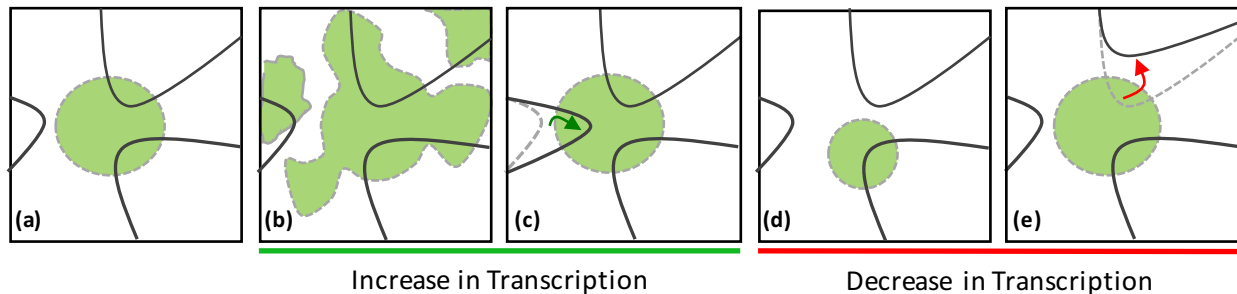 (a)
(b)
(c)
(d)
(e)
Increase in Transcription
Decrease in Transcription